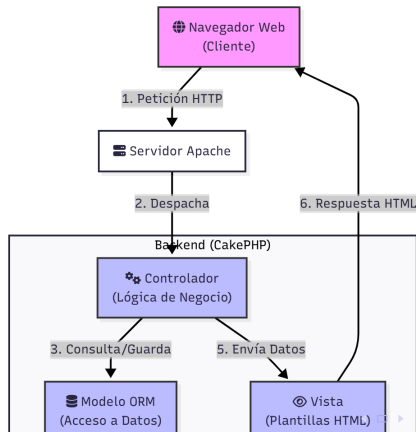 Navegador Web
(Cliente)
1. Petición HTTP
Servidor Apache
2. Despacha
6. Respuesta HTML
Backend (CakePHP)
Controlador
(Lógica de Negocio)
3. Consulta/Guarda
5. Envía Datos
Modelo ORM
(Acceso a Datos)
Vista
(Plantillas HTML)